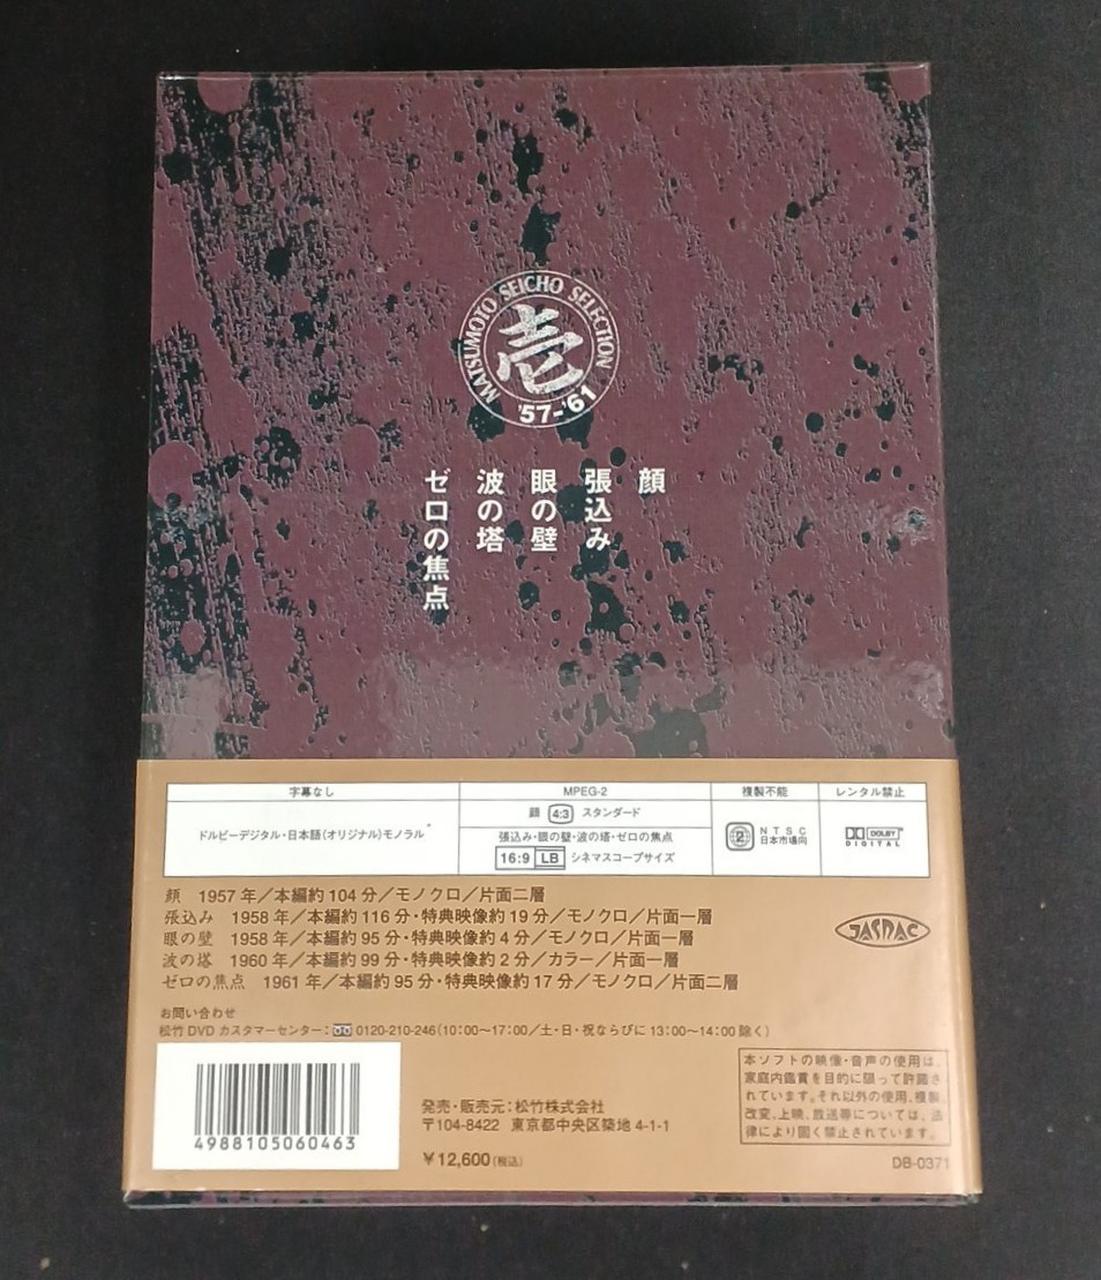 MATSUMOTO SEICHO SELECTION
壱
'57-'61
顔
張込み
眼の壁
波の塔
ゼロの焦点
字幕なし
MPEG-2
複製不能
レンタル禁止
ドルビーデジタル・日本語(オリジナル)モノラル
顔 4:3 スタンダード
張込み・眼の壁・波の塔・ゼロの焦点
16:9 LB シネマスコープサイズ
2 NTSC
日本市場向
DOLBY
DIGITAL
顔 1957年/本編約104分/モノクロ/片面二層
張込み 1958年/本編約116分・特典映像約19分/モノクロ/片面一層
眼の壁 1958年/本編約95分・特典映像約4分/モノクロ/片面一層
波の塔 1960年/本編約99分・特典映像約2分/カラー/片面一層
ゼロの焦点 1961年/本編約95分・特典映像約17分/モノクロ/片面二層
JASRAC
お問い合わせ
松竹DVDカスタマーセンター: 0120-210-246(10:00〜17:00/土・日・祝ならびに13:00〜14:00除く)
4988105060463
発売・販売元:松竹株式会社
〒104-8422 東京都中央区築地4-1-1
¥12,600(税込)
本ソフトの映像・音声の使用は、
家庭内鑑賞を目的に限って許諾さ
れています。それ以外の使用、複製、
改変、上映、放送等については、法
律により固く禁止されています。
DB-0371